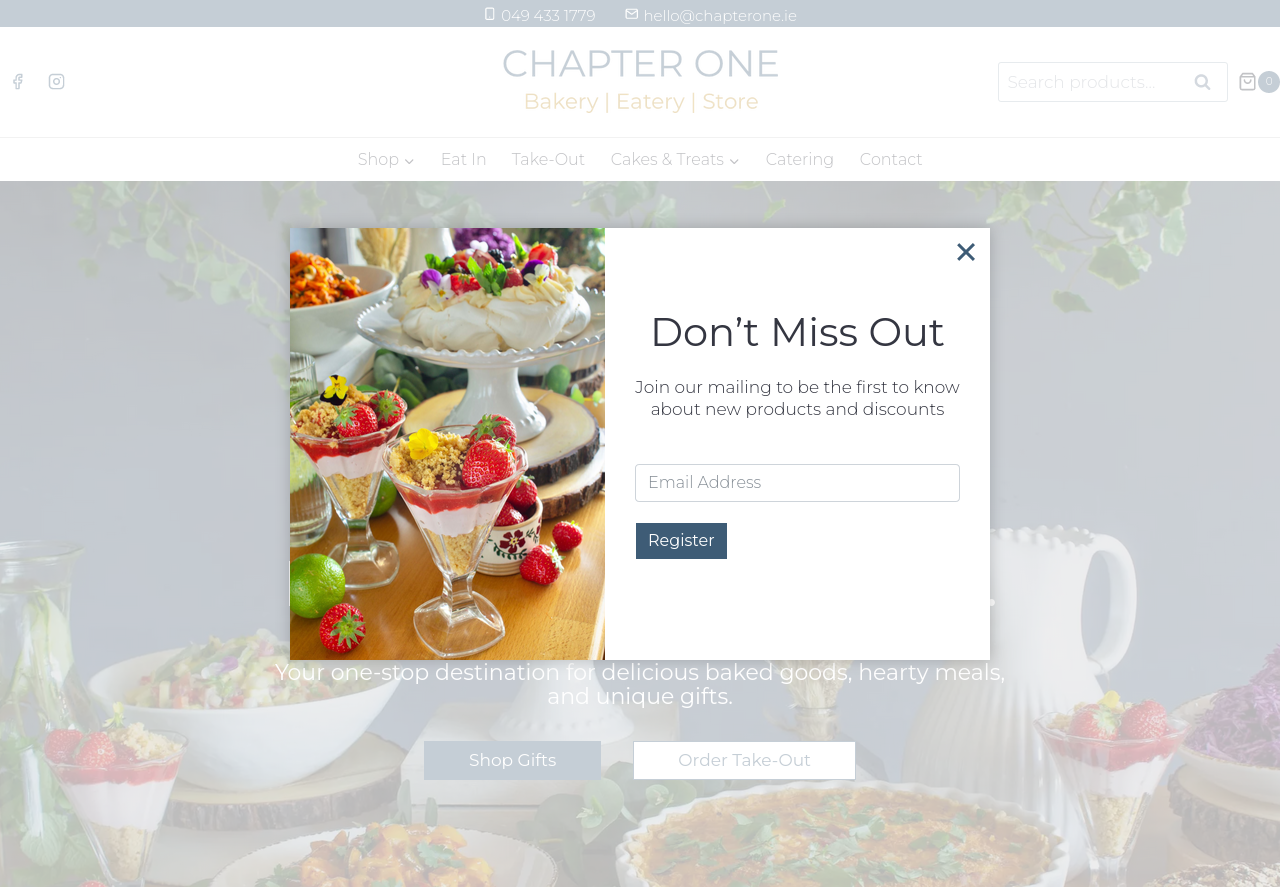 049 433 1779 hello@chapterone.ie
CHAPTER ONE
Bakery | Eatery | Store
Search products...
0
Shop Eat In Take-Out Cakes & Treats Catering Contact
Don’t Miss Out
Join our mailing to be the first to know
about new products and discounts
Email Address
Register
Your one-stop destination for delicious baked goods, hearty meals,
and unique gifts.
Shop Gifts Order Take-Out